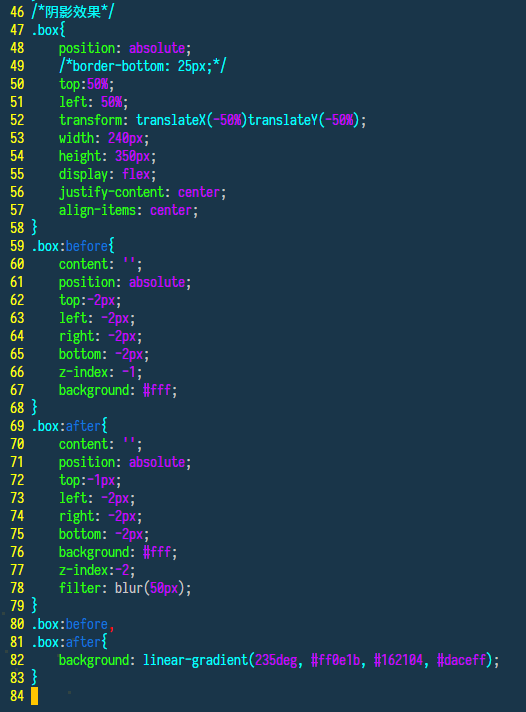 46 /*阴影效果*/
47 .box{
48     position: absolute;
49     /*border-bottom: 25px;*/
50     top:50%;
51     left: 50%;
52     transform: translateX(-50%)translateY(-50%);
53     width: 240px;
54     height: 350px;
55     display: flex;
56     justify-content: center;
57     align-items: center;
58 }
59 .box:before{
60     content: '';
61     position: absolute;
62     top:-2px;
63     left: -2px;
64     right: -2px;
65     bottom: -2px;
66     z-index: -1;
67     background: #fff;
68 }
69 .box:after{
70     content: '';
71     position: absolute;
72     top:-1px;
73     left: -2px;
74     right: -2px;
75     bottom: -2px;
76     background: #fff;
77     z-index:-2;
78     filter: blur(50px);
79 }
80 .box:before,
81 .box:after{
82     background: linear-gradient(235deg, #ff0e1b, #162104, #daceff);
83 }
84